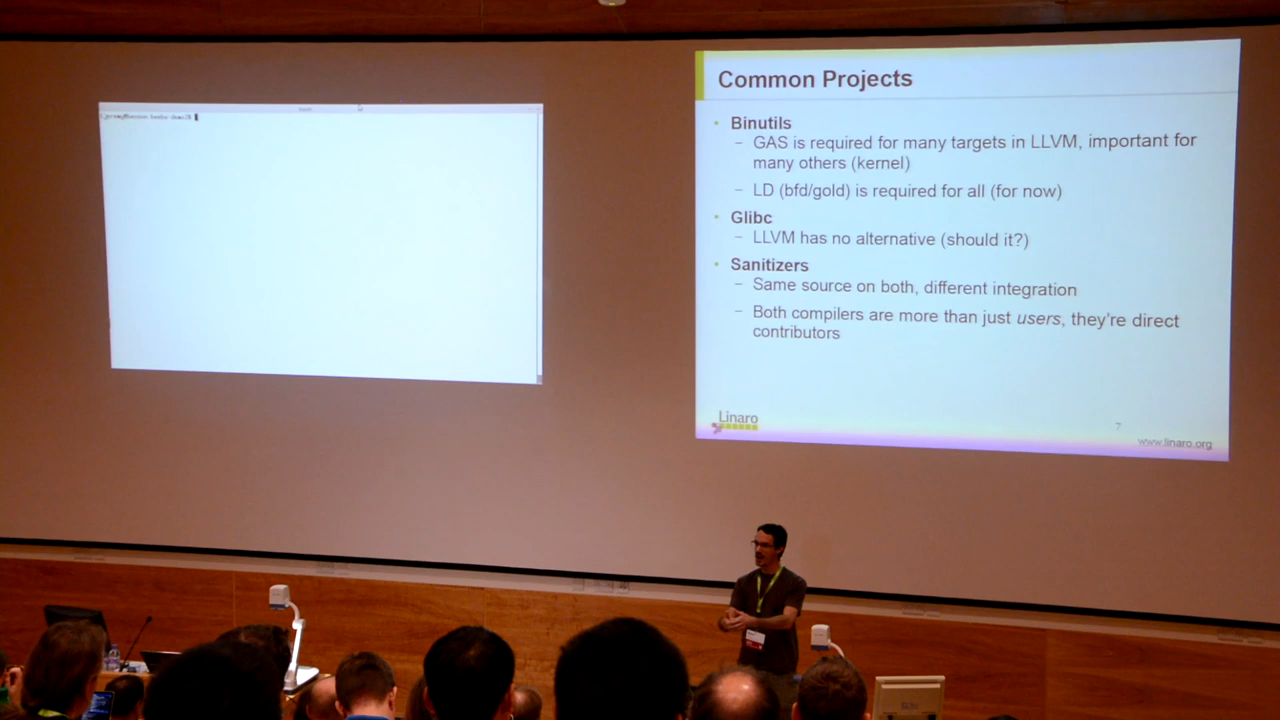 Common Projects
• Binutils
– GAS is required for many targets in LLVM, important for
many others (kernel)
– LD (bfd/gold) is required for all (for now)
• Glibc
– LLVM has no alternative (should it?)
• Sanitizers
– Same source on both, different integration
– Both compilers are more than just users, they're direct
contributors
Linaro
7
www.linaro.org